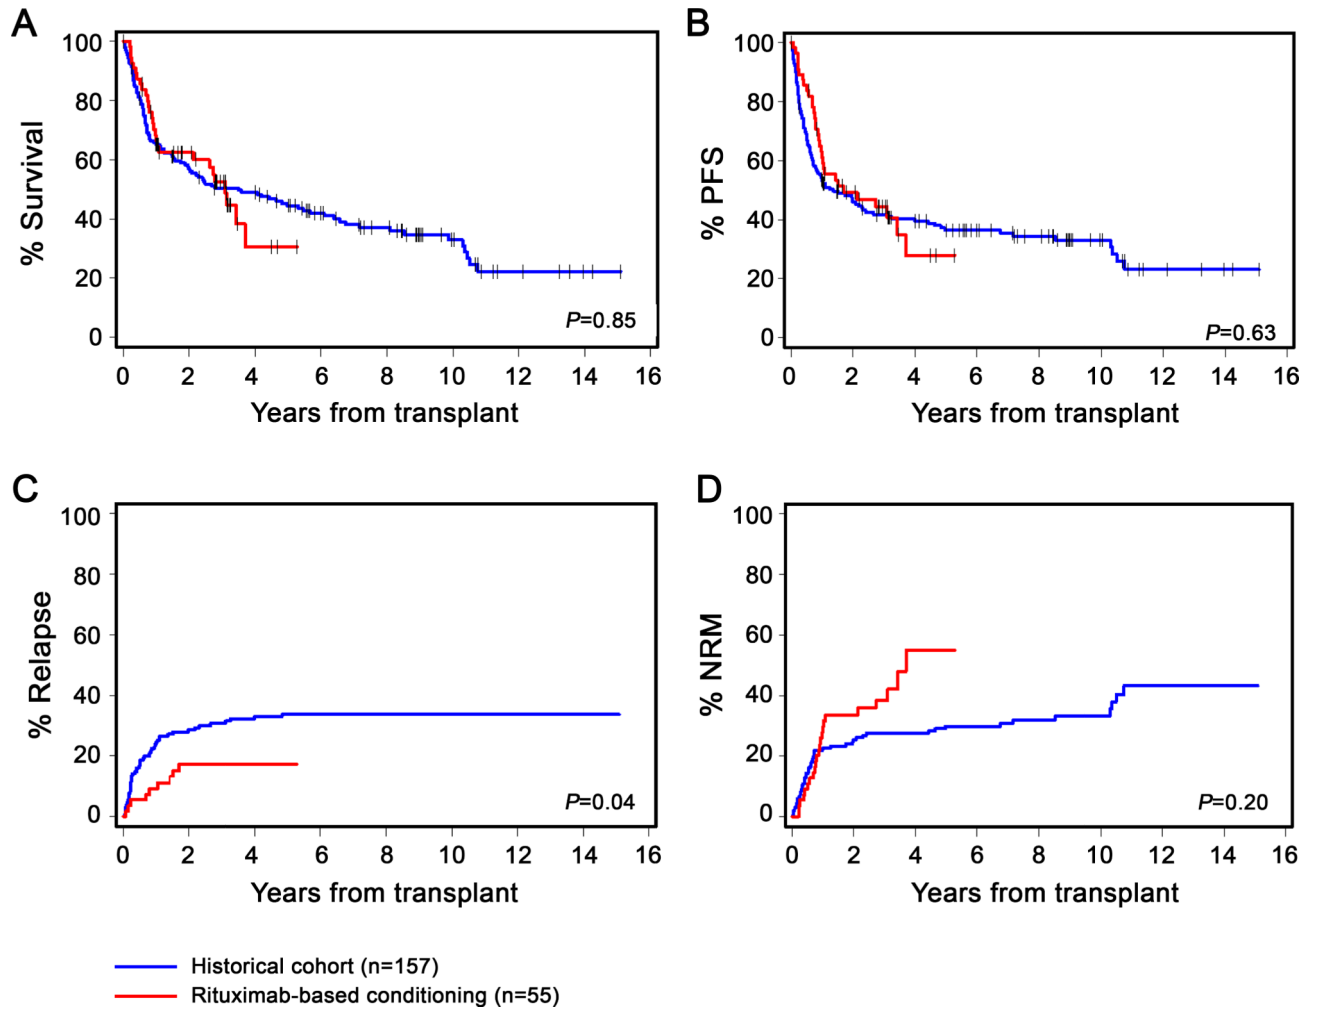 A
% Survival
100
80
60
40
20
0
P=0.85
0 2 4 6 8 10 12 14 16
Years from transplant
B
% PFS
100
80
60
40
20
0
P=0.63
0 2 4 6 8 10 12 14 16
Years from transplant
C
% Relapse
100
80
60
40
20
0
P=0.04
0 2 4 6 8 10 12 14 16
Years from transplant
D
% NRM
100
80
60
40
20
0
P=0.20
0 2 4 6 8 10 12 14 16
Years from transplant
Historical cohort (n=157)
Rituximab-based conditioning (n=55)